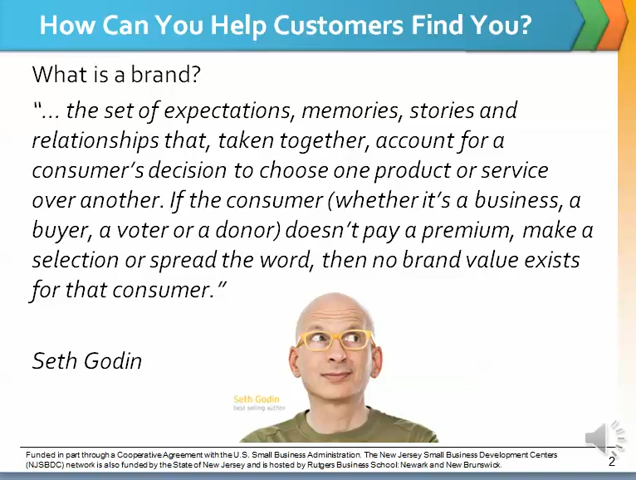 How Can You Help Customers Find You?
What is a brand?
“… the set of expectations, memories, stories and
relationships that, taken together, account for a
consumer’s decision to choose one product or service
over another. If the consumer (whether it’s a business, a
buyer, a voter or a donor) doesn’t pay a premium, make a
selection or spread the word, then no brand value exists
for that consumer.”
Seth Godin
Seth Godin
best selling author
Funded in part through a Cooperative Agreement with the U.S. Small Business Administration. The New Jersey Small Business Development Centers
(NJSBDC) network is also funded by the State of New Jersey and is hosted by Rutgers Business School: Newark and New Brunswick.
2